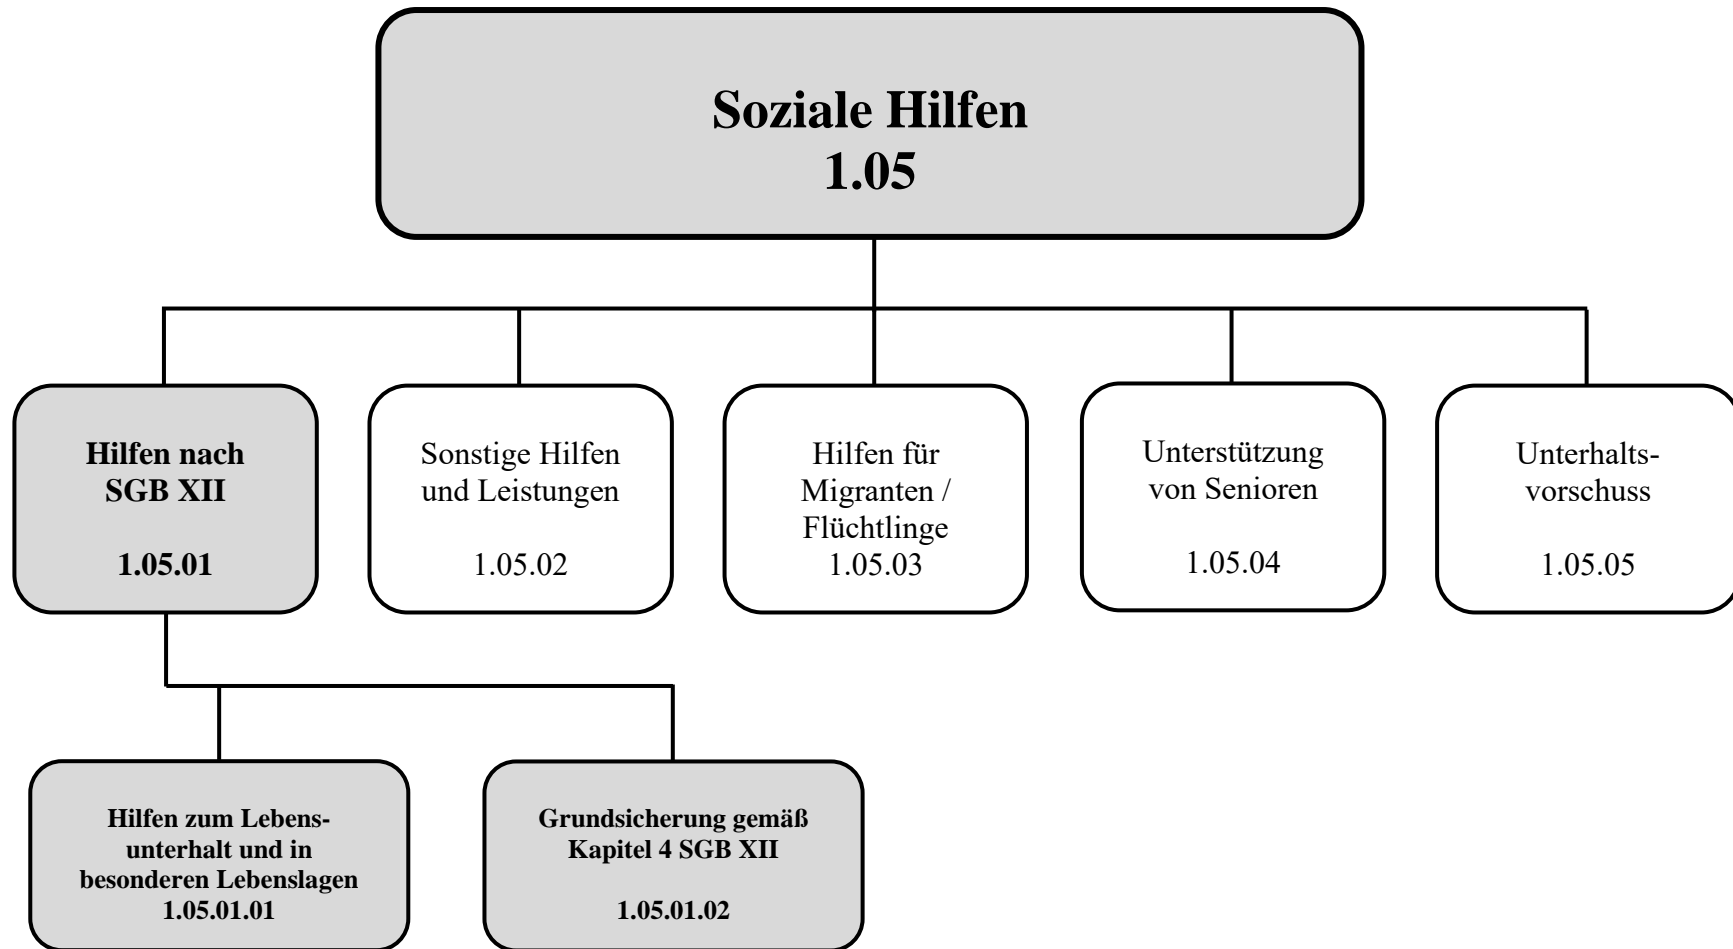 Soziale Hilfen
1.05
Hilfen nach
SGB XII
1.05.01
Sonstige Hilfen
und Leistungen
1.05.02
Hilfen für
Migranten /
Flüchtlinge
1.05.03
Unterstützung
von Senioren
1.05.04
Unterhalts-
vorschuss
1.05.05
Hilfen zum Lebens-
unterhalt und in
besonderen Lebenslagen
1.05.01.01
Grundsicherung gemäß
Kapitel 4 SGB XII
1.05.01.02